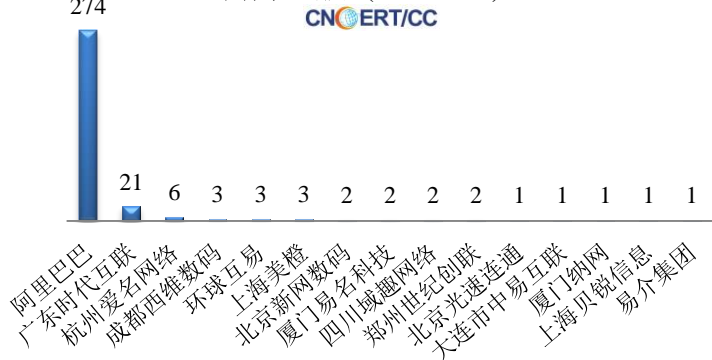 274
CNCERT/CC
21
6
3
3
3
2
2
2
2
1
1
1
1
1
阿里巴巴
广东时代互联
杭州爱名网络
成都西维数码
环球互易
上海美橙
北京新网数码
厦门易名科技
四川域趣网络
郑州世纪创联
北京光速连通
大连市中易互联
厦门纳网
上海贝锐信息
易介集团